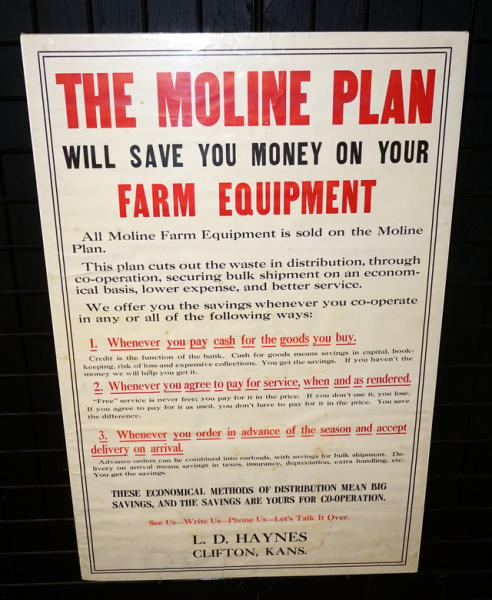 THE MOLINE PLAN
WILL SAVE YOU MONEY ON YOUR
FARM EQUIPMENT
All Moline Farm Equipment is sold on the Moline
Plan.
This plan cuts out the waste in distribution, through
co-operation, securing bulk shipment on an econom-
ical basis, lower expense, and better service.
We offer you the savings whenever you co-operate
in any or all of the following ways:
1. Whenever you pay cash for the goods you buy.
Credit is the function of the bank. Cash for goods means savings in capital, book-
keeping, risk of loss and expensive collections. You get the savings. If you haven't the
money we will help you get it.
2. Whenever you agree to pay for service, when and as rendered.
"Free" service is never free; you pay for it in the price. If you don't use it, you lose.
If you agree to pay for it as used, you don't have to pay for it in the price. You save
the difference.
3. Whenever you order in advance of the season and accept
delivery on arrival.
Advance orders can be combined into carloads, with savings for bulk shipment. De-
livery on arrival means savings in taxes, insurance, depreciation, extra handling, etc.
You get the savings.
THESE ECONOMICAL METHODS OF DISTRIBUTION MEAN BIG
SAVINGS, AND THE SAVINGS ARE YOURS FOR CO-OPERATION.
See Us—Write Us—Phone Us—Let's Talk It Over.
L. D. HAYNES
CLIFTON, KANS.